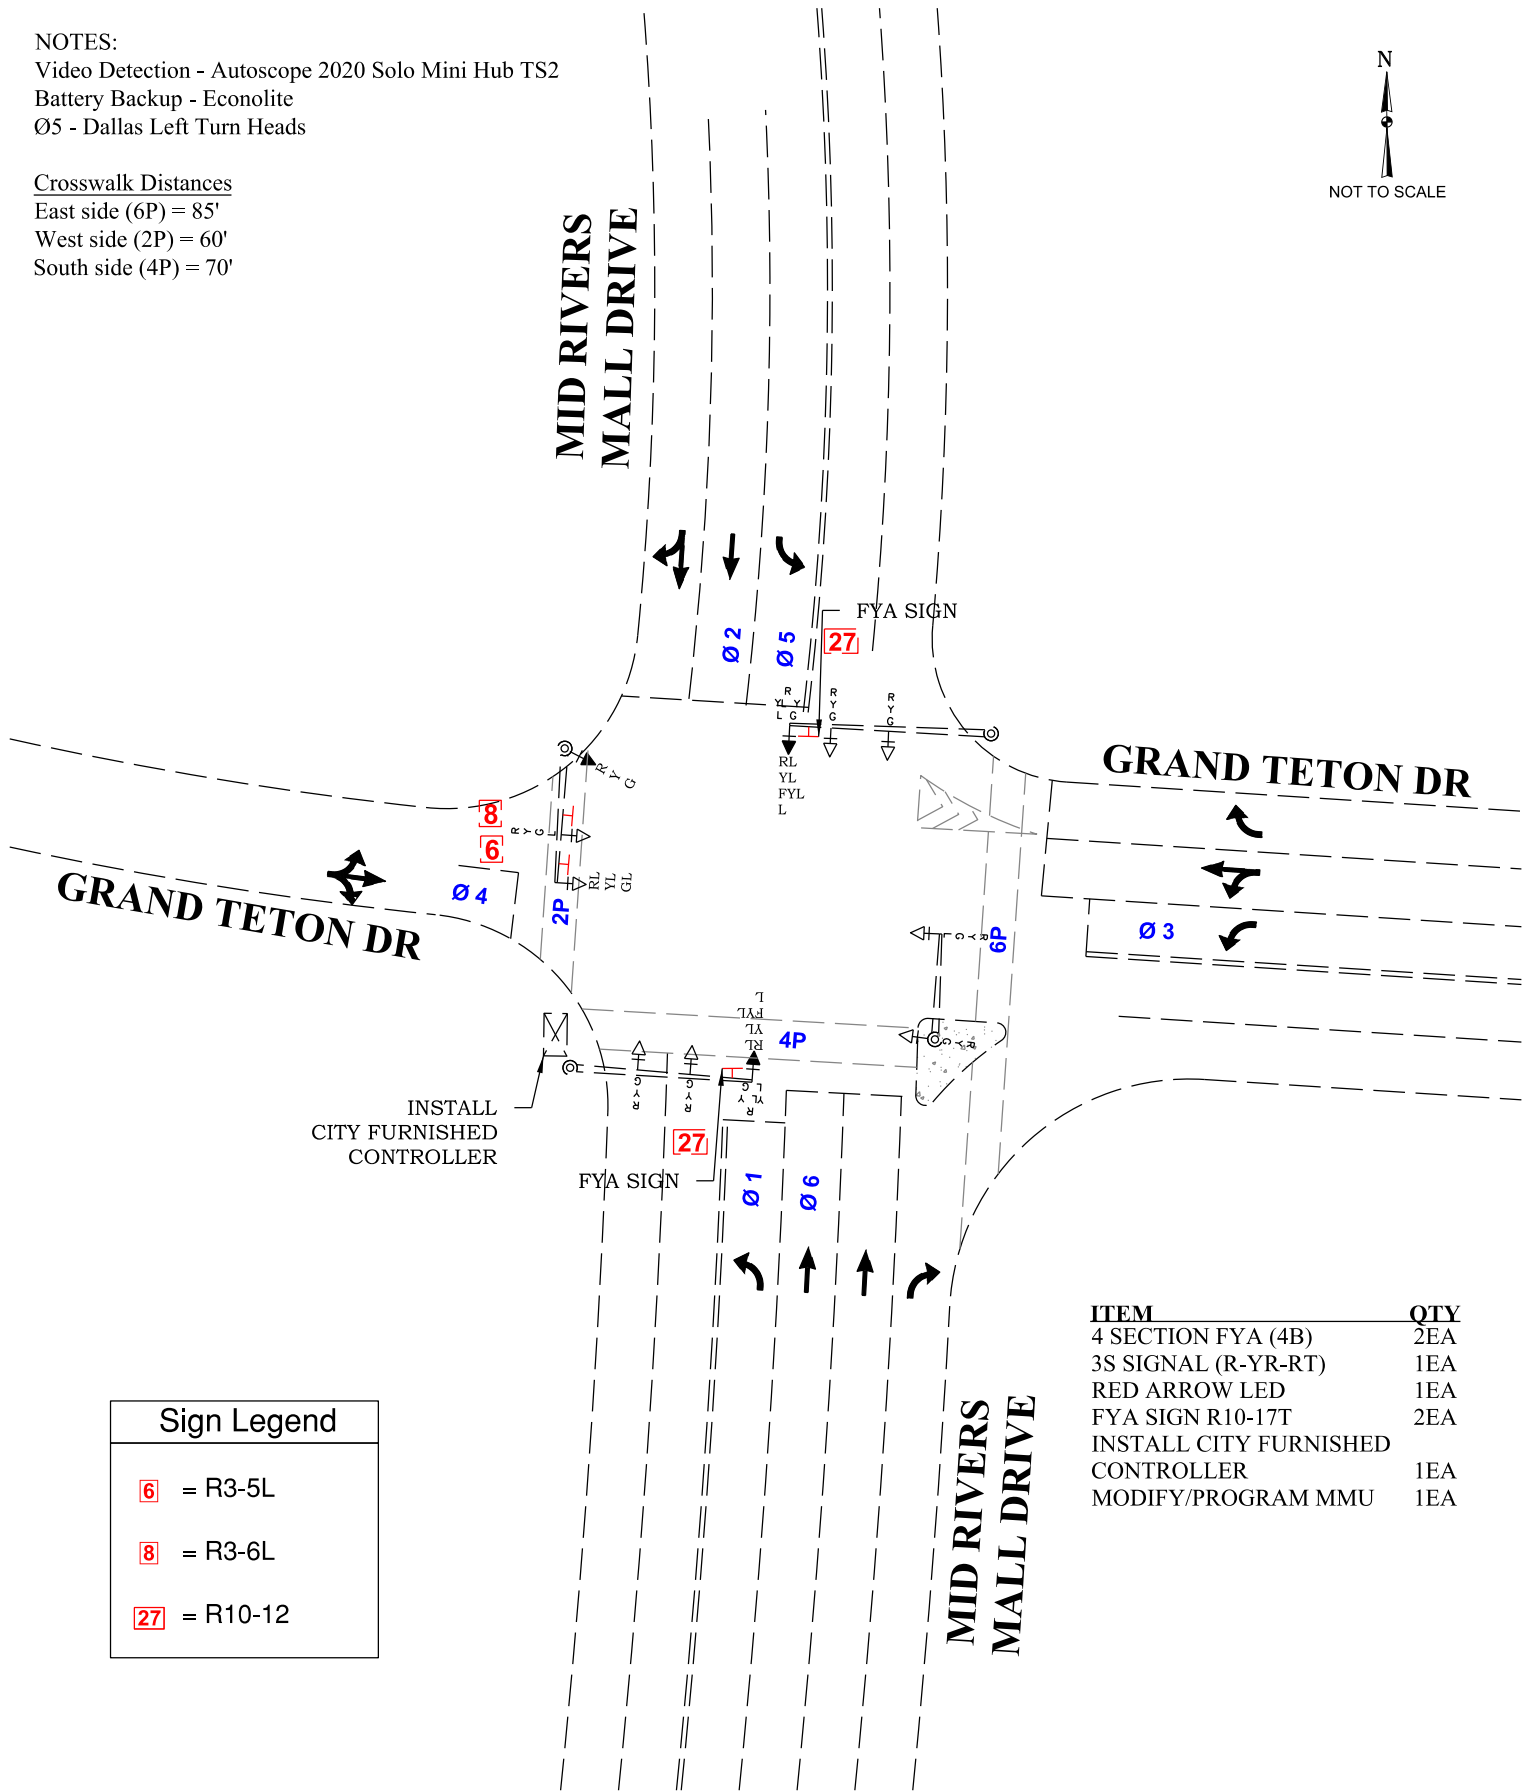 NOTES:
Video Detection - Autoscope 2020 Solo Mini Hub TS2
Battery Backup - Econolite
Ø5 - Dallas Left Turn Heads
Crosswalk Distances
East side (6P) = 85'
West side (2P) = 60'
South side (4P) = 70'
N
NOT TO SCALE
MID RIVERS
MALL DRIVE
FYA SIGN
27
Ø 2
Ø 5
R
Y
G
YL
L
R
Y
G
R
Y
G
RL
YL
FYL
L
R
Y
G
GRAND TETON DR
8
6
R
Y
G
L
RL
YL
GL
GRAND TETON DR
Ø 4
2P
Ø 3
6P
R
Y
G
L
R
Y
G
4P
RL
YL
FYL
L
R
Y
G
R
Y
G
R
Y
G
YL
L
INSTALL
CITY FURNISHED
CONTROLLER
27
FYA SIGN
Ø 1
Ø 6
MID RIVERS
MALL DRIVE
ITEM QTY
4 SECTION FYA (4B) 2EA
3S SIGNAL (R-YR-RT) 1EA
RED ARROW LED 1EA
FYA SIGN R10-17T 2EA
INSTALL CITY FURNISHED
CONTROLLER 1EA
MODIFY/PROGRAM MMU 1EA
Sign Legend
6 = R3-5L
8 = R3-6L
27 = R10-12